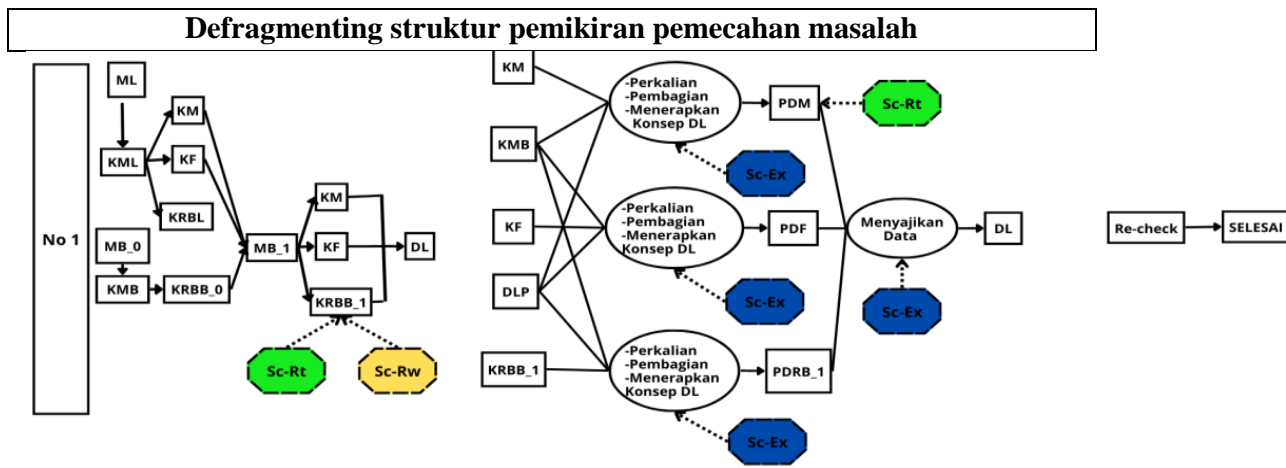 Defragmenting struktur pemikiran pemecahan masalah
No 1
ML
KML
KM
KF
KRBL
MB_0
KMB
KRBB_0
MB_1
KM
KF
KRBB_1
DL
Sc-Rt
Sc-Rw
KM
KMB
KF
DLP
KRBB_1
-Perkalian
-Pembagian
-Menerapkan
Konsep DL
PDM
Sc-Rt
Sc-Ex
-Perkalian
-Pembagian
-Menerapkan
Konsep DL
PDF
Sc-Ex
-Perkalian
-Pembagian
-Menerapkan
Konsep DL
PDRB_1
Sc-Ex
Menyajikan
Data
Sc-Ex
DL
Re-check
SELESAI